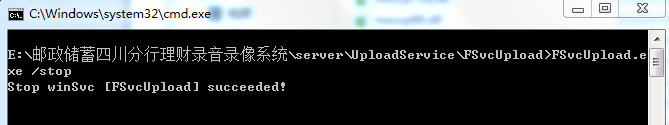 C:\Windows\system32\cmd.exe
E:\邮政储蓄四川分行理财录音录像系统\server\UploadService\FSvcUpload>FSvcUpload.e
xe /stop
Stop winSvc [FSvcUpload] succeeded!